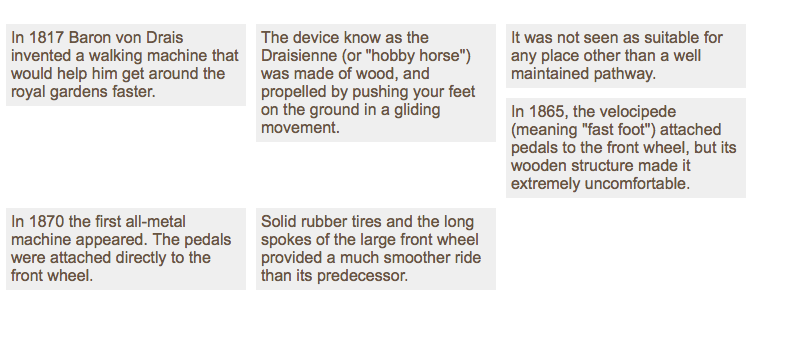 In 1817 Baron von Drais
invented a walking machine that
would help him get around the
royal gardens faster.
The device know as the
Draisienne (or "hobby horse")
was made of wood, and
propelled by pushing your feet
on the ground in a gliding
movement.
It was not seen as suitable for
any place other than a well
maintained pathway.
In 1865, the velocipede
(meaning "fast foot") attached
pedals to the front wheel, but its
wooden structure made it
extremely uncomfortable.
In 1870 the first all-metal
machine appeared. The pedals
were attached directly to the
front wheel.
Solid rubber tires and the long
spokes of the large front wheel
provided a much smoother ride
than its predecessor.